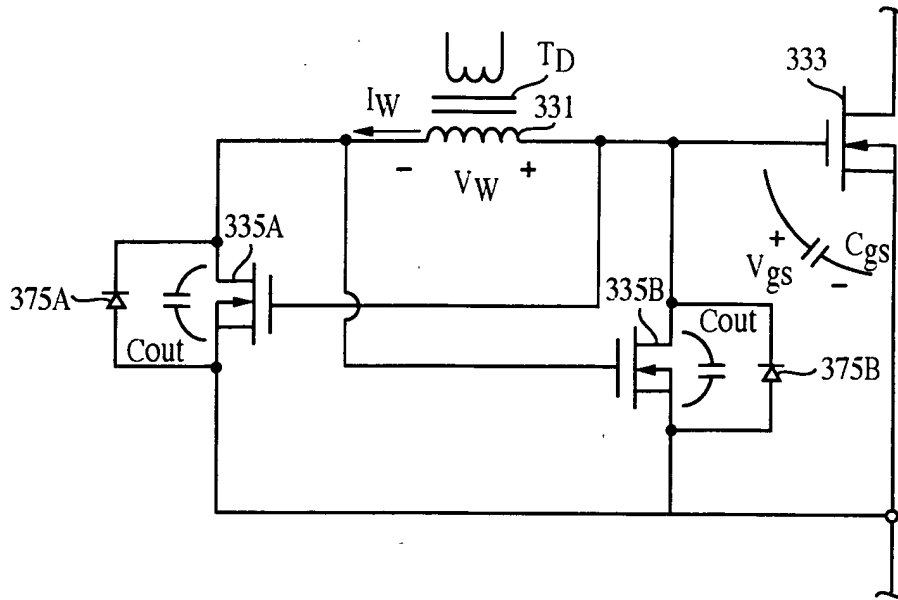 T_D
333
I_W
331
- V_W +
335A
C_gs
+
V_gs
-
375A
335B
Cout
Cout
375B